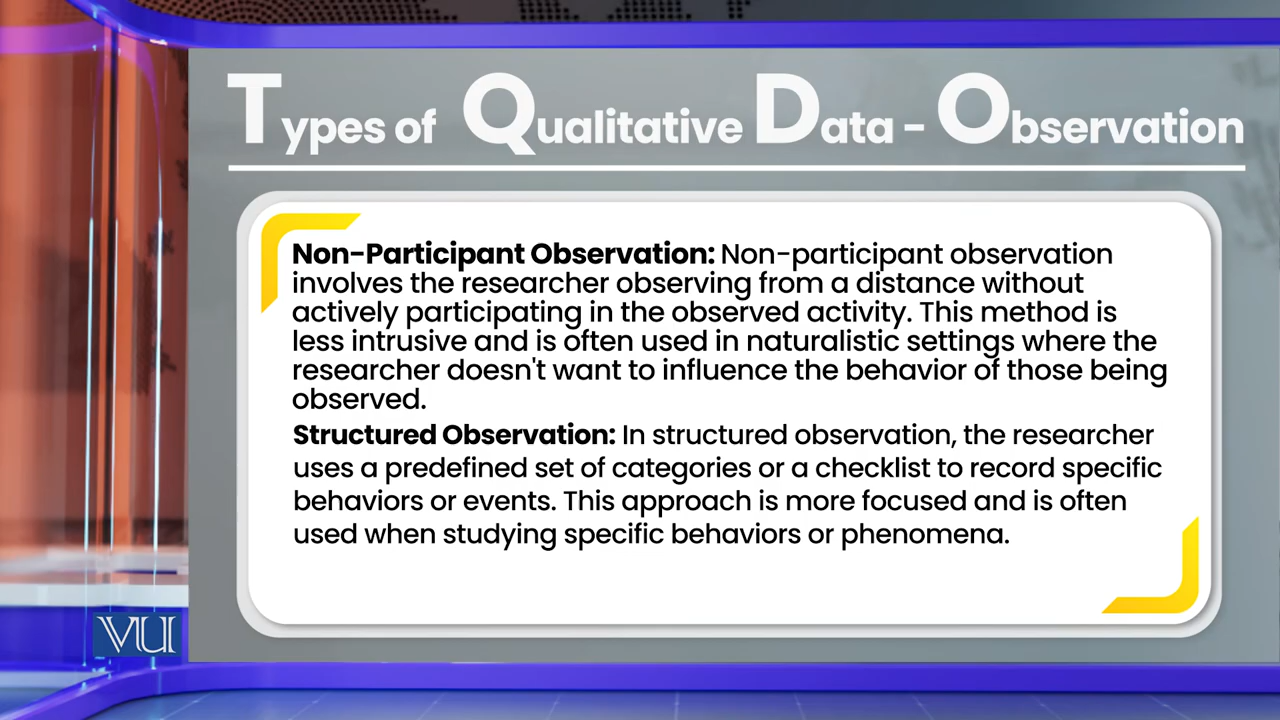 Types of Qualitative Data - Observation
Non-Participant Observation: Non-participant observation
involves the researcher observing from a distance without
actively participating in the observed activity. This method is
less intrusive and is often used in naturalistic settings where the
researcher doesn't want to influence the behavior of those being
observed.
Structured Observation: In structured observation, the researcher
uses a predefined set of categories or a checklist to record specific
behaviors or events. This approach is more focused and is often
used when studying specific behaviors or phenomena.
VU